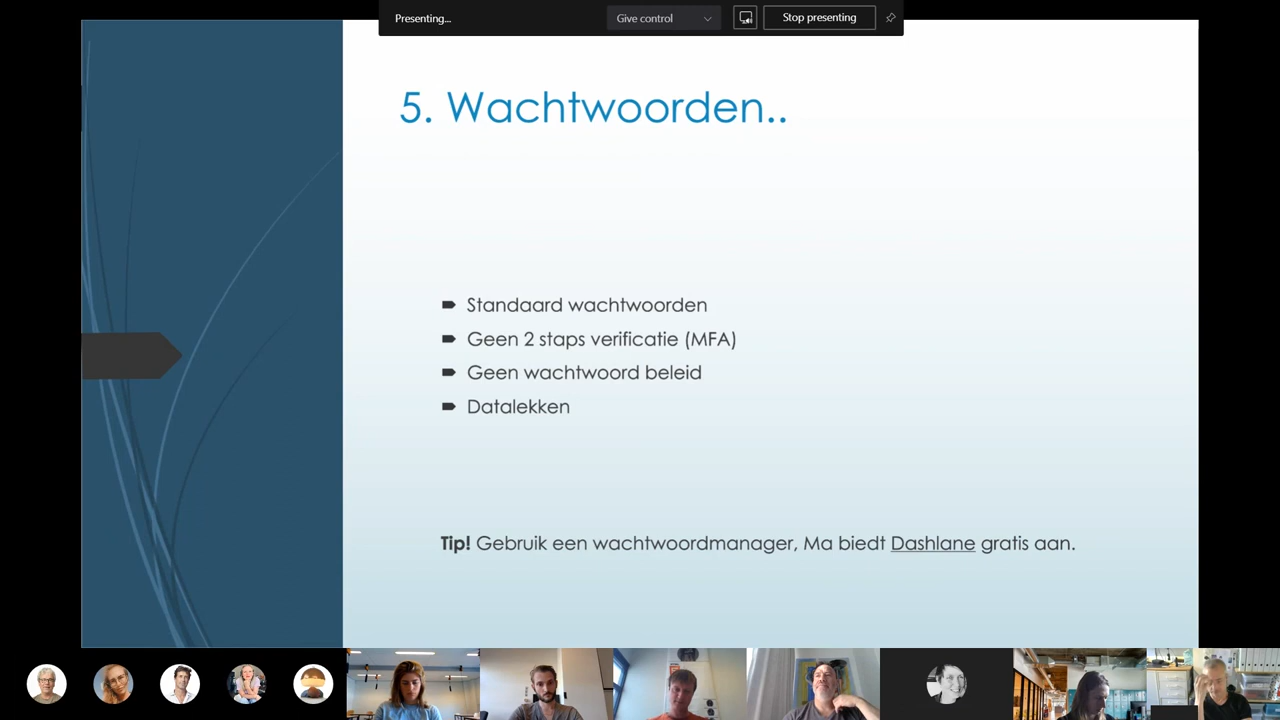 Presenting...
Give control
Stop presenting
5. Wachtwoorden..
Standaard wachtwoorden
Geen 2 staps verificatie (MFA)
Geen wachtwoord beleid
Datalekken
Tip! Gebruik een wachtwoordmanager, Ma biedt Dashlane gratis aan.